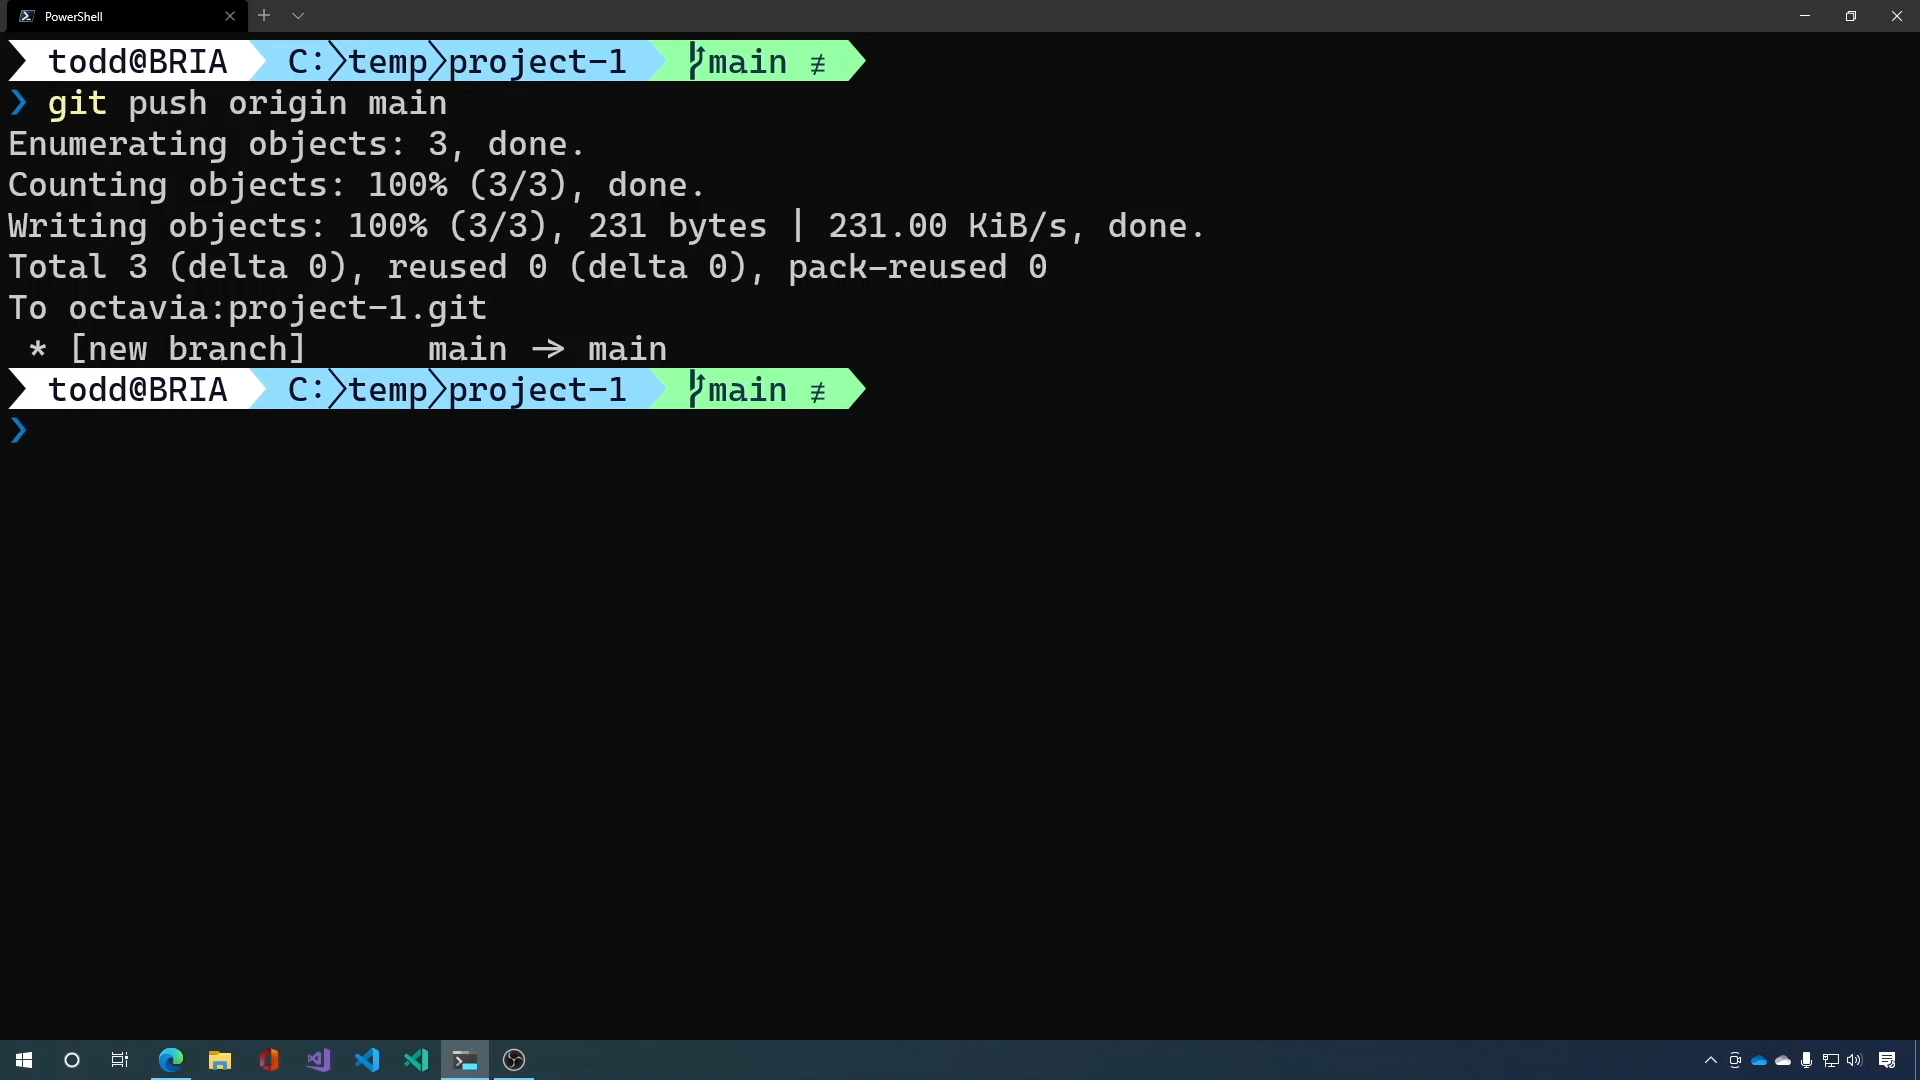 PowerShell
todd@BRIA C:〉temp〉project-1 main ≢
❯ git push origin main
Enumerating objects: 3, done.
Counting objects: 100% (3/3), done.
Writing objects: 100% (3/3), 231 bytes | 231.00 KiB/s, done.
Total 3 (delta 0), reused 0 (delta 0), pack-reused 0
To octavia:project-1.git
* [new branch] main -> main
todd@BRIA C:〉temp〉project-1 main ≢
❯